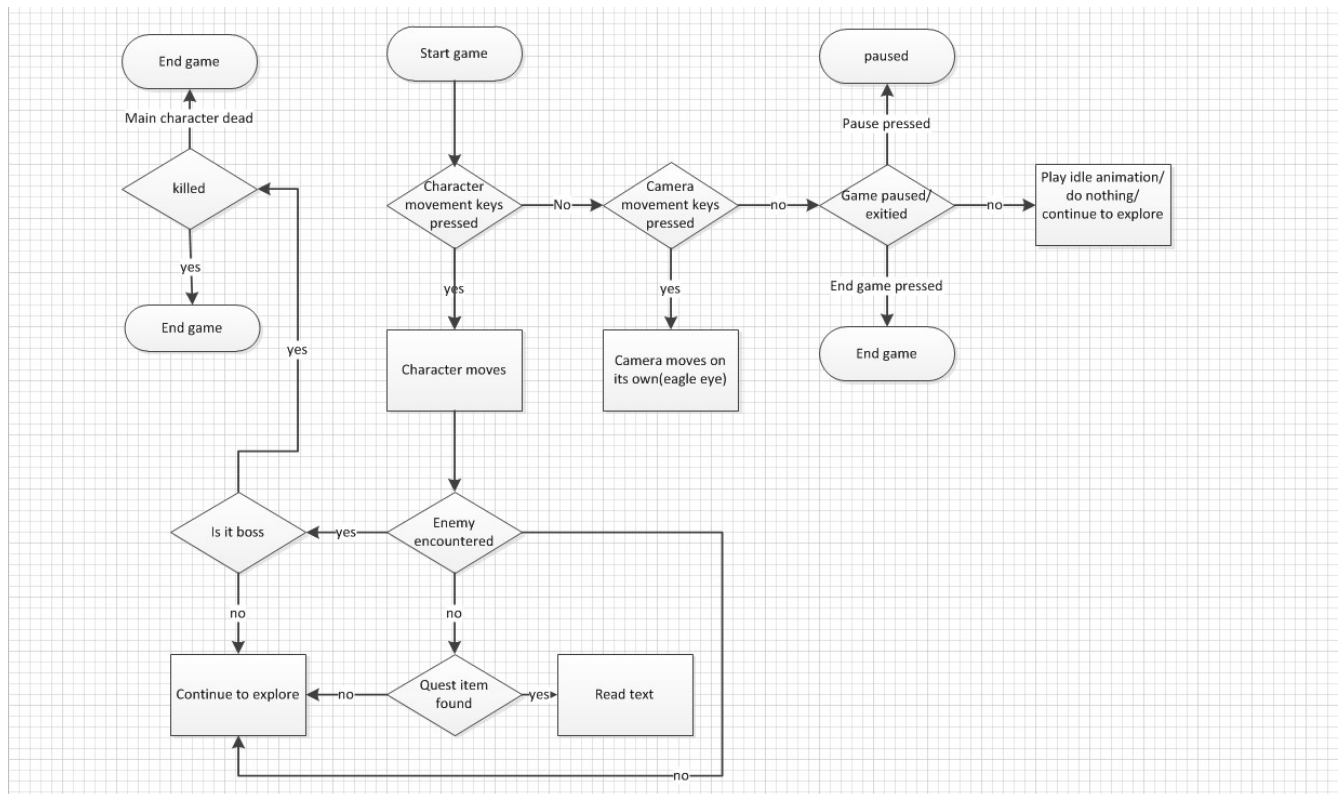 End game
Start game
paused
Main character dead
Pause pressed
killed
Character
movement keys
pressed
No
Camera
movement keys
pressed
no
Game paused/
exitied
no
Play idle animation/
do nothing/
continue to explore
yes
yes
yes
End game pressed
End game
yes
Character moves
Camera moves on
its own(eagle eye)
End game
Is it boss
yes
Enemy
encountered
no
no
Continue to explore
no
Quest item
found
yes
Read text
no